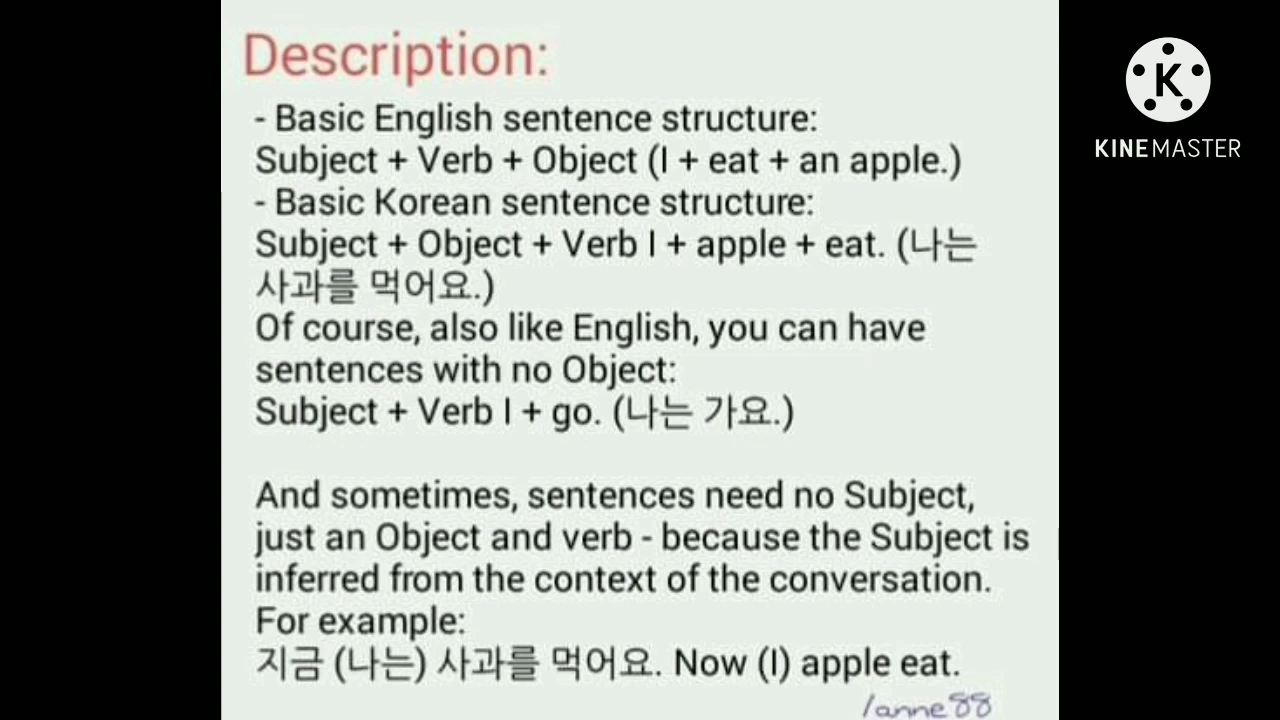 Description:
- Basic English sentence structure:
Subject + Verb + Object (I + eat + an apple.)
- Basic Korean sentence structure:
Subject + Object + Verb I + apple + eat. (나는
사과를 먹어요.)
Of course, also like English, you can have
sentences with no Object:
Subject + Verb I + go. (나는 가요.)
And sometimes, sentences need no Subject,
just an Object and verb - because the Subject is
inferred from the context of the conversation.
For example:
지금 (나는) 사과를 먹어요. Now (I) apple eat.
lanne88
K
KINEMASTER